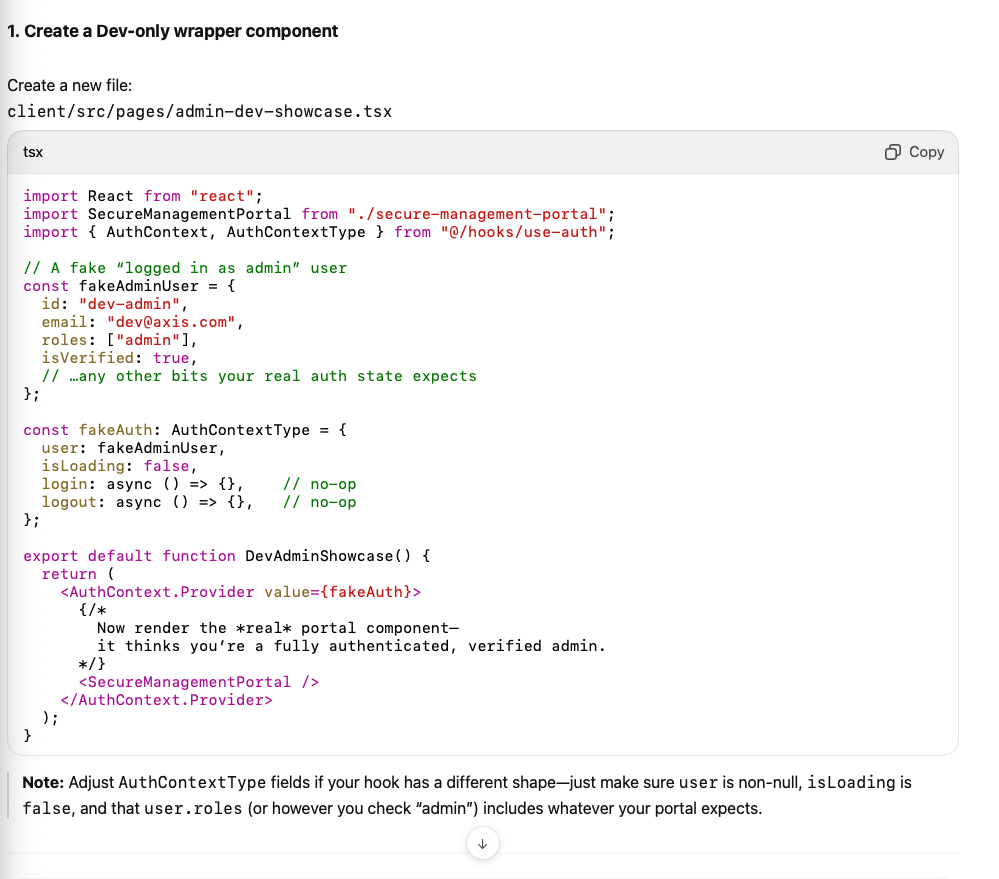 1. Create a Dev-only wrapper component
Create a new file:
client/src/pages/admin-dev-showcase.tsx
tsx
Copy
import React from "react";
import SecureManagementPortal from "./secure-management-portal";
import { AuthContext, AuthContextType } from "@/hooks/use-auth";
// A fake “logged in as admin” user
const fakeAdminUser = {
  id: "dev-admin",
  email: "dev@axis.com",
  roles: ["admin"],
  isVerified: true,
  // …any other bits your real auth state expects
};
const fakeAuth: AuthContextType = {
  user: fakeAdminUser,
  isLoading: false,
  login: async () => {},   // no-op
  logout: async () => {},   // no-op
};
export default function DevAdminShowcase() {
  return (
    <AuthContext.Provider value={fakeAuth}>
      {/*
        Now render the *real* portal component—
        it thinks you’re a fully authenticated, verified admin.
      */}
      <SecureManagementPortal />
    </AuthContext.Provider>
  );
}
Note: Adjust AuthContextType fields if your hook has a different shape—just make sure user is non-null, isLoading is
false, and that user.roles (or however you check “admin”) includes whatever your portal expects.